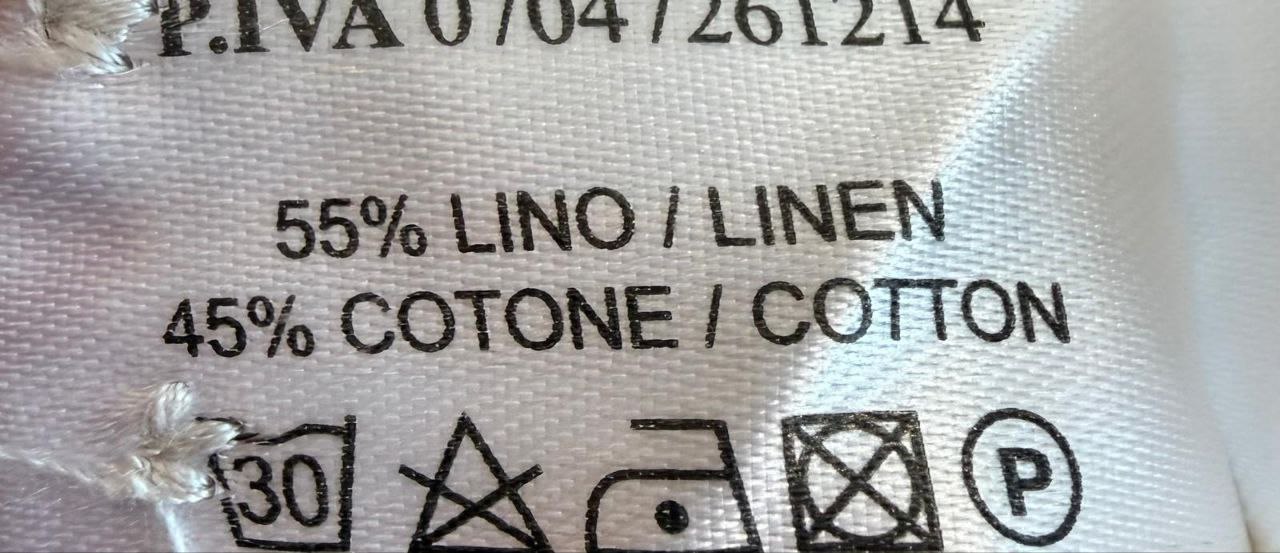 P.IVA 07047261214
55% LINO / LINEN
45% COTONE / COTTON
30
P